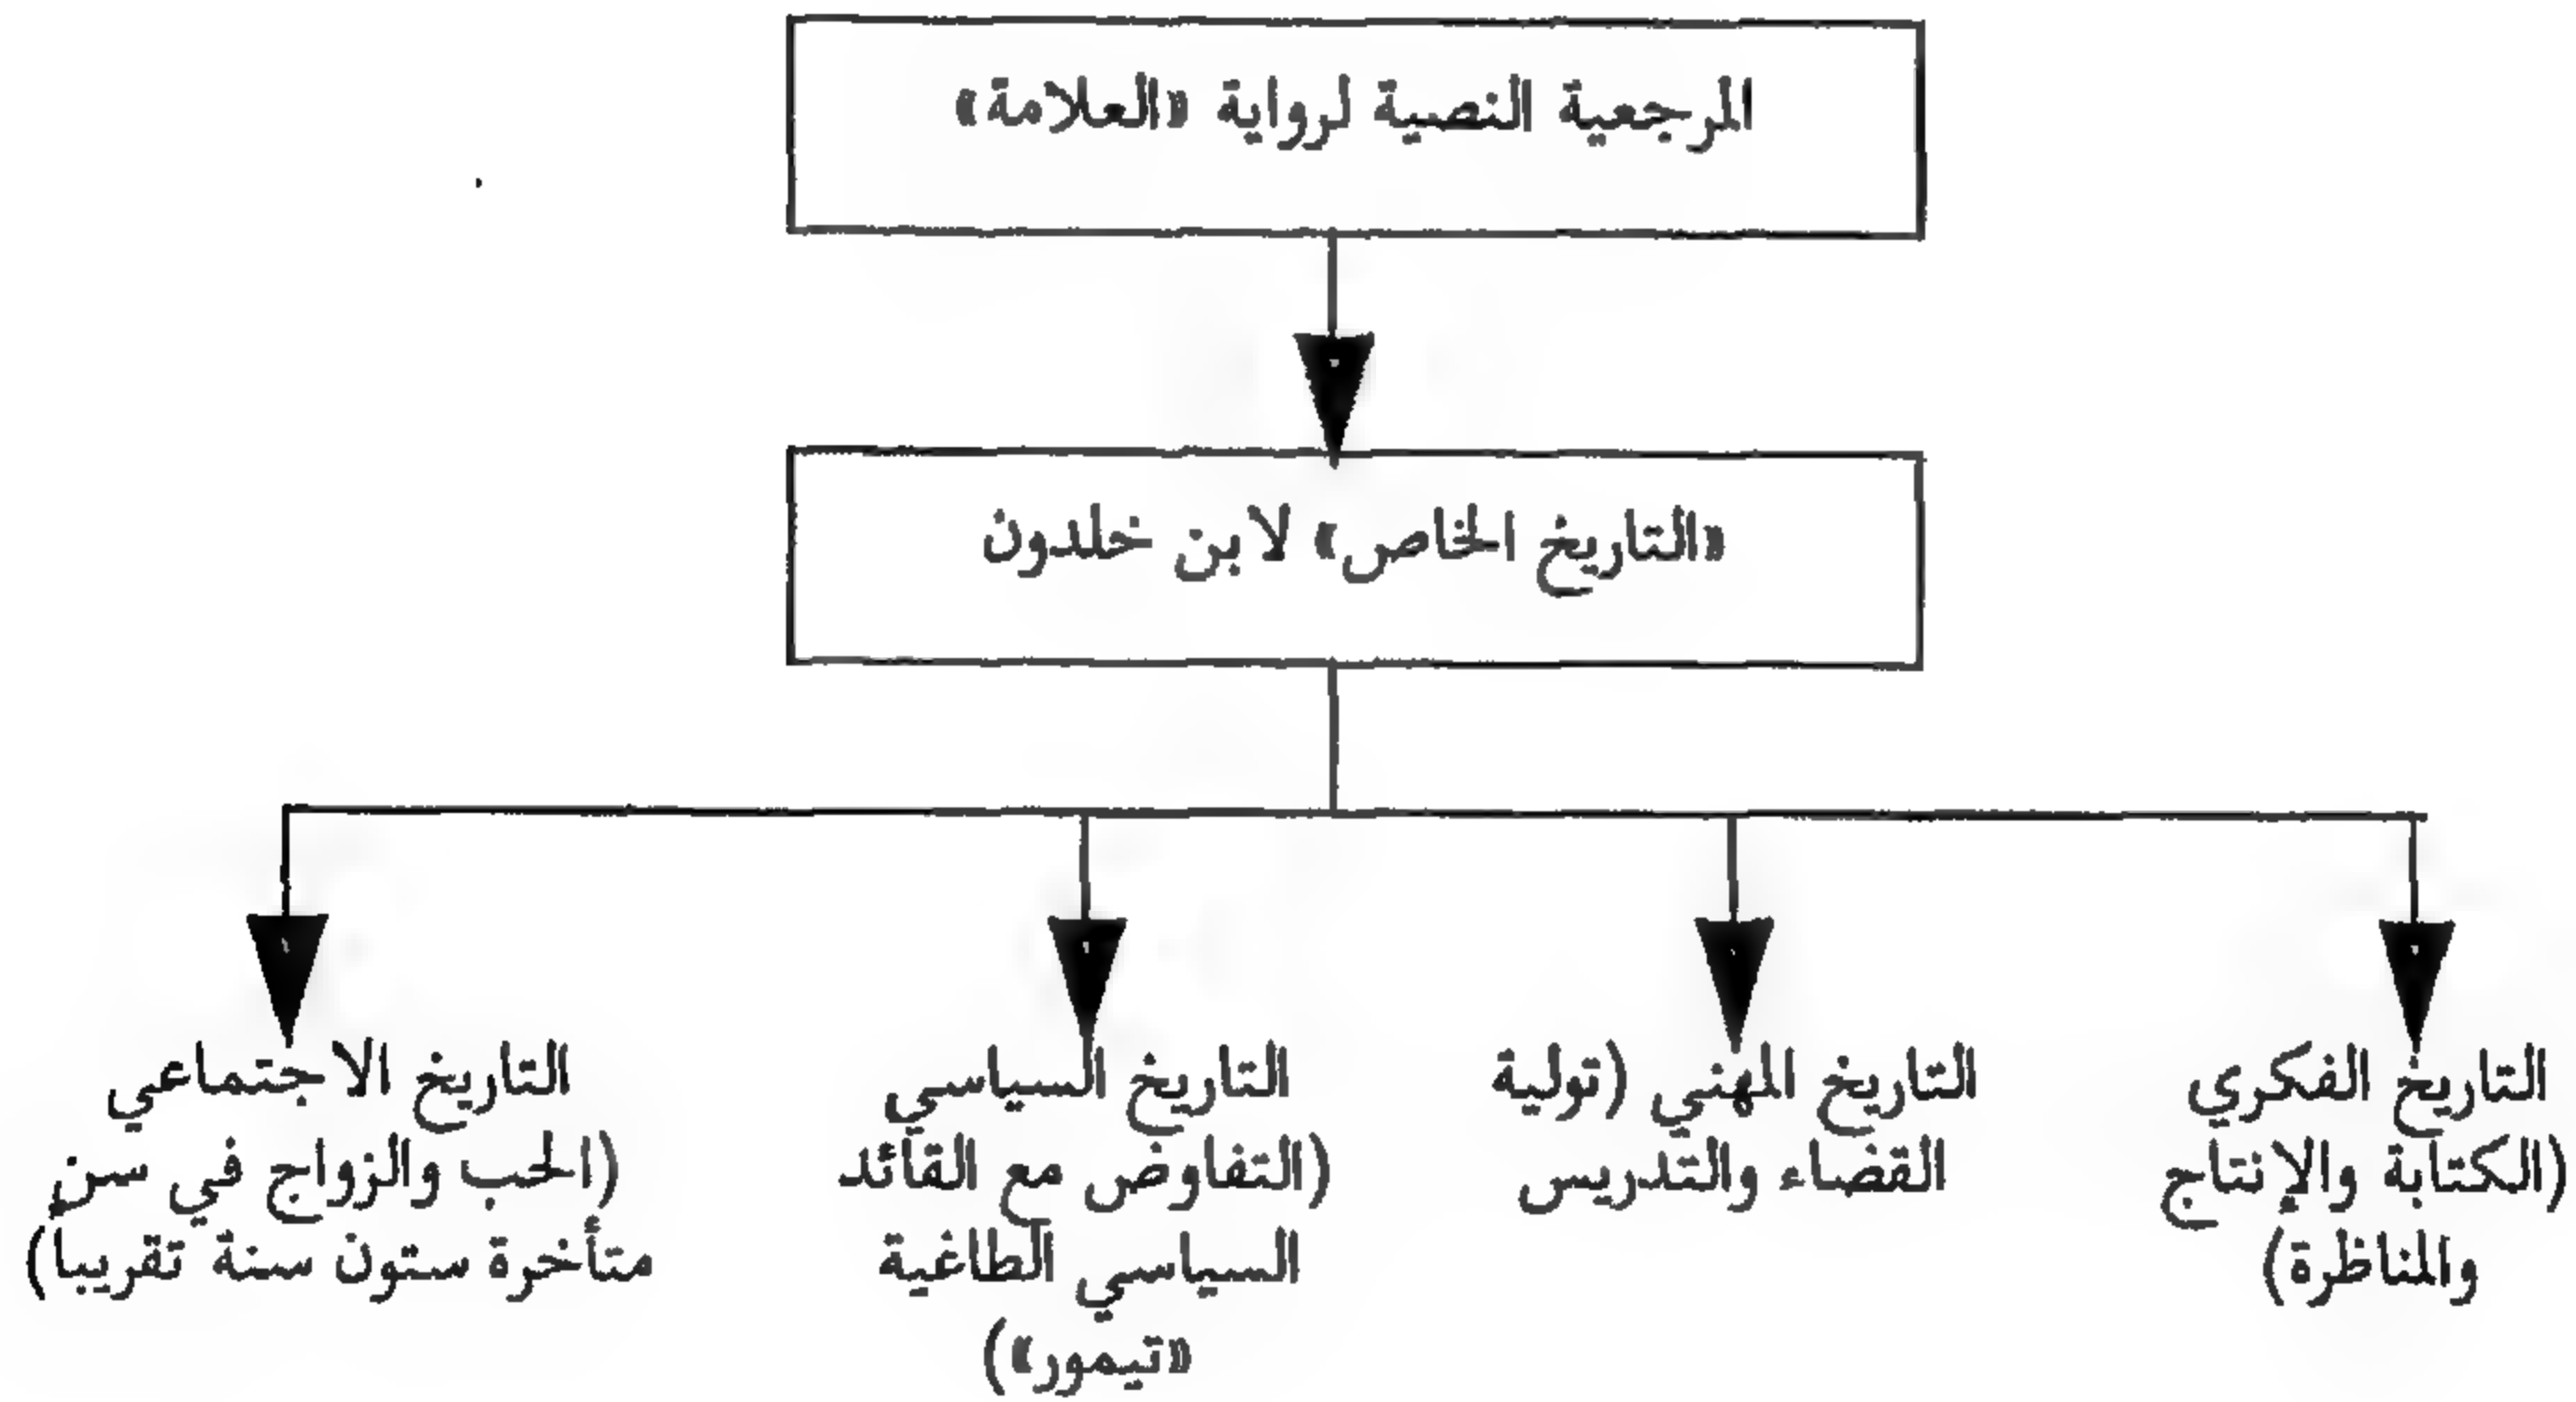 المرجعية النصية لرواية «العلامة»
«التاريخ الخاص» لابن خلدون
التاريخ الفكري
(الكتابة والإنتاج
والمناظرة)
التاريخ المهني (تولية
القضاء والتدريس
التاريخ السياسي
(التفاوض مع القائد
السياسي الطاغية
«تيمور»)
التاريخ الاجتماعي
(الحب والزواج في سن
متأخرة ستون سنة تقريباً)